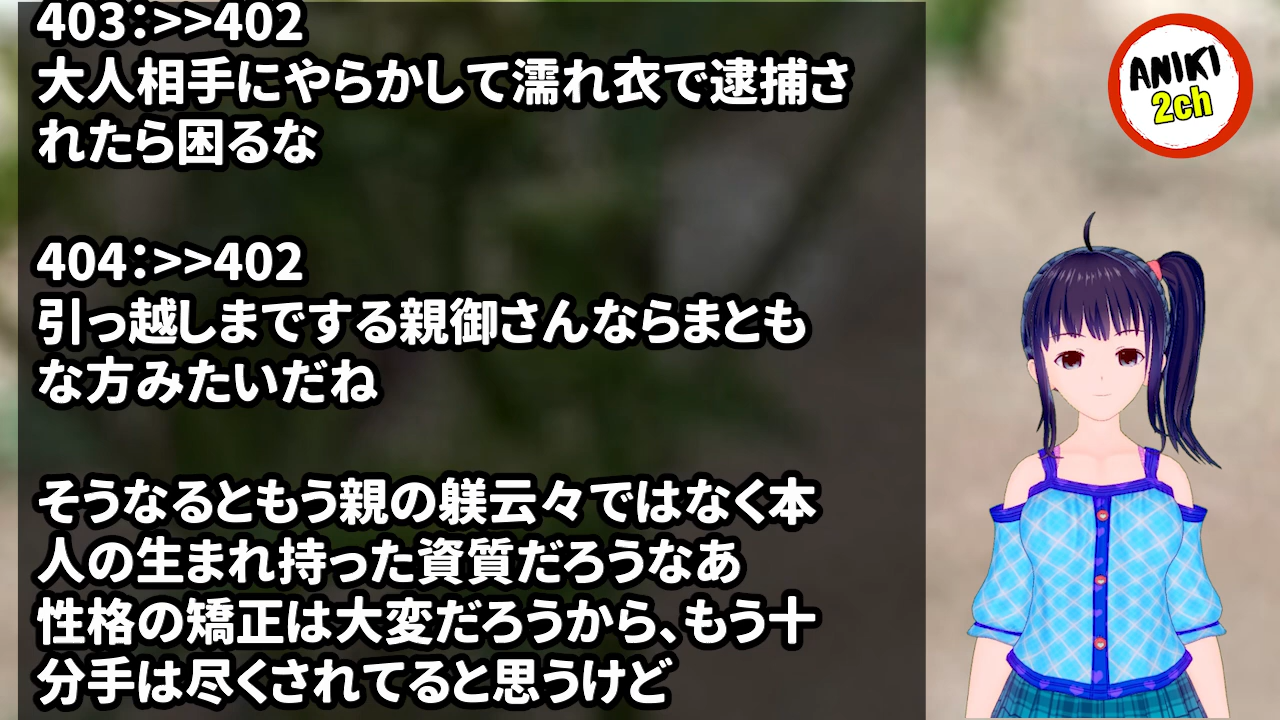 403：>>402
大人相手にやらかして濡れ衣で逮捕さ
れたら困るな
404：>>402
引っ越しまでする親御さんならまとも
な方みたいだね
そうなるともう親の躾云々ではなく本
人の生まれ持った資質だろうなあ
性格の矯正は大変だろうから、もう十
分手は尽くされてると思うけど
ANIKI
2ch